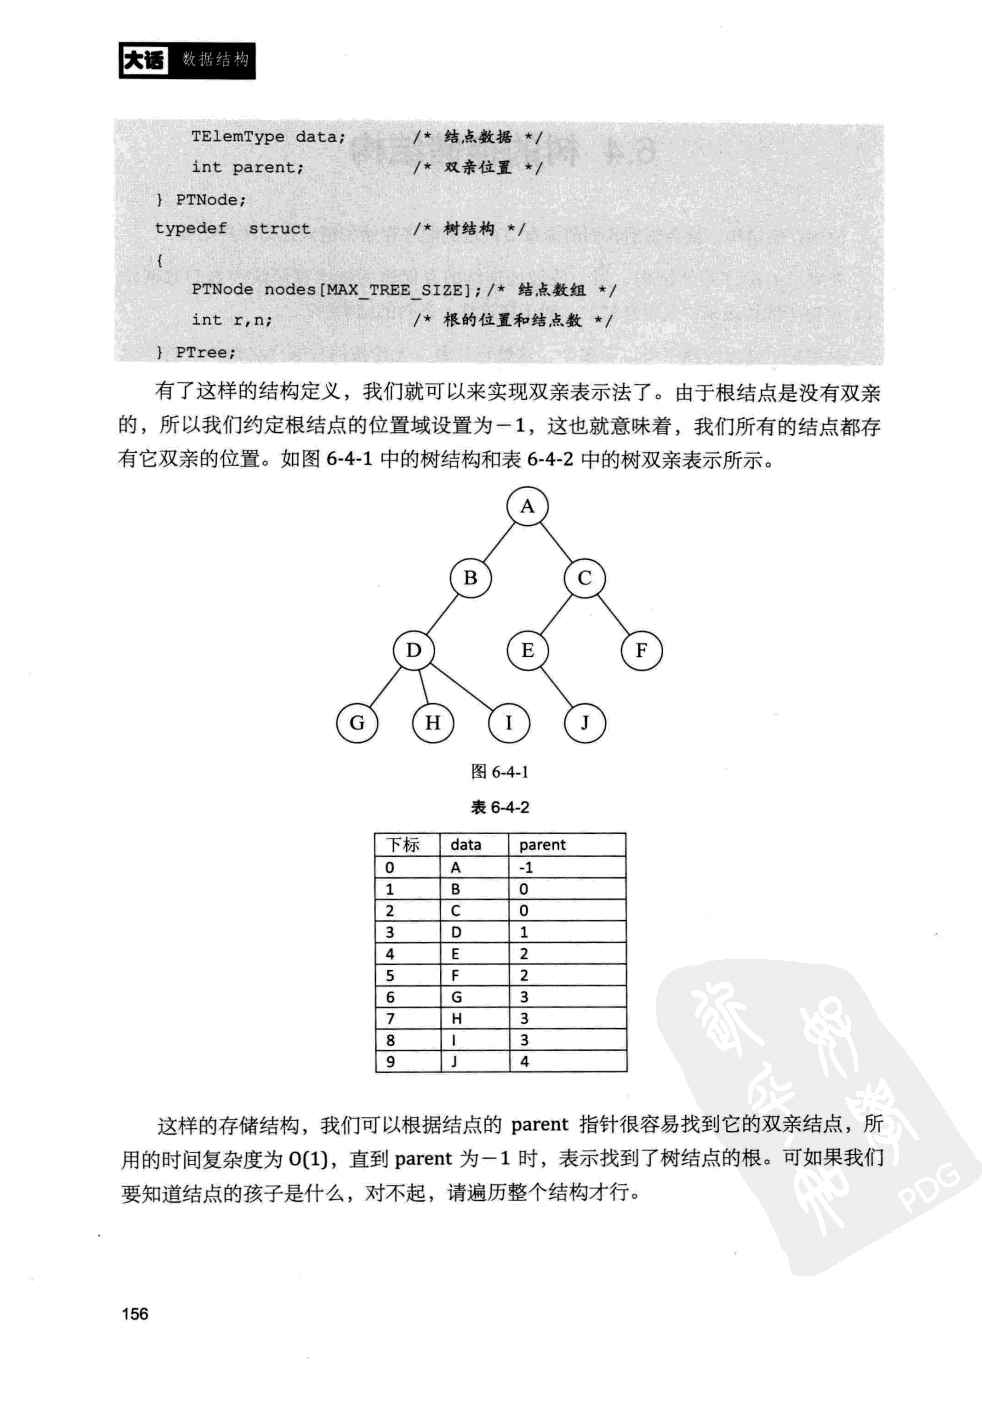 大话 数据结构
TElemType data; /* 结点数据 */
int parent; /* 双亲位置 */
} PTNode;
typedef struct /* 树结构 */
{
PTNode nodes[MAX_TREE_SIZE]; /* 结点数组 */
int r,n; /* 根的位置和结点数 */
} PTree;
有了这样的结构定义，我们就可以来实现双亲表示法了。由于根结点是没有双亲
的，所以我们约定根结点的位置域设置为－1，这也就意味着，我们所有的结点都存
有它双亲的位置。如图 6-4-1 中的树结构和表 6-4-2 中的树双亲表示所示。
A
B C
D E F
G H I J
图 6-4-1
表 6-4-2
下标 data parent
0 A -1
1 B 0
2 C 0
3 D 1
4 E 2
5 F 2
6 G 3
7 H 3
8 I 3
9 J 4
这样的存储结构，我们可以根据结点的 parent 指针很容易找到它的双亲结点，所
用的时间复杂度为 O(1)，直到 parent 为－1 时，表示找到了树结点的根。可如果我们
要知道结点的孩子是什么，对不起，请遍历整个结构才行。
PDG
156